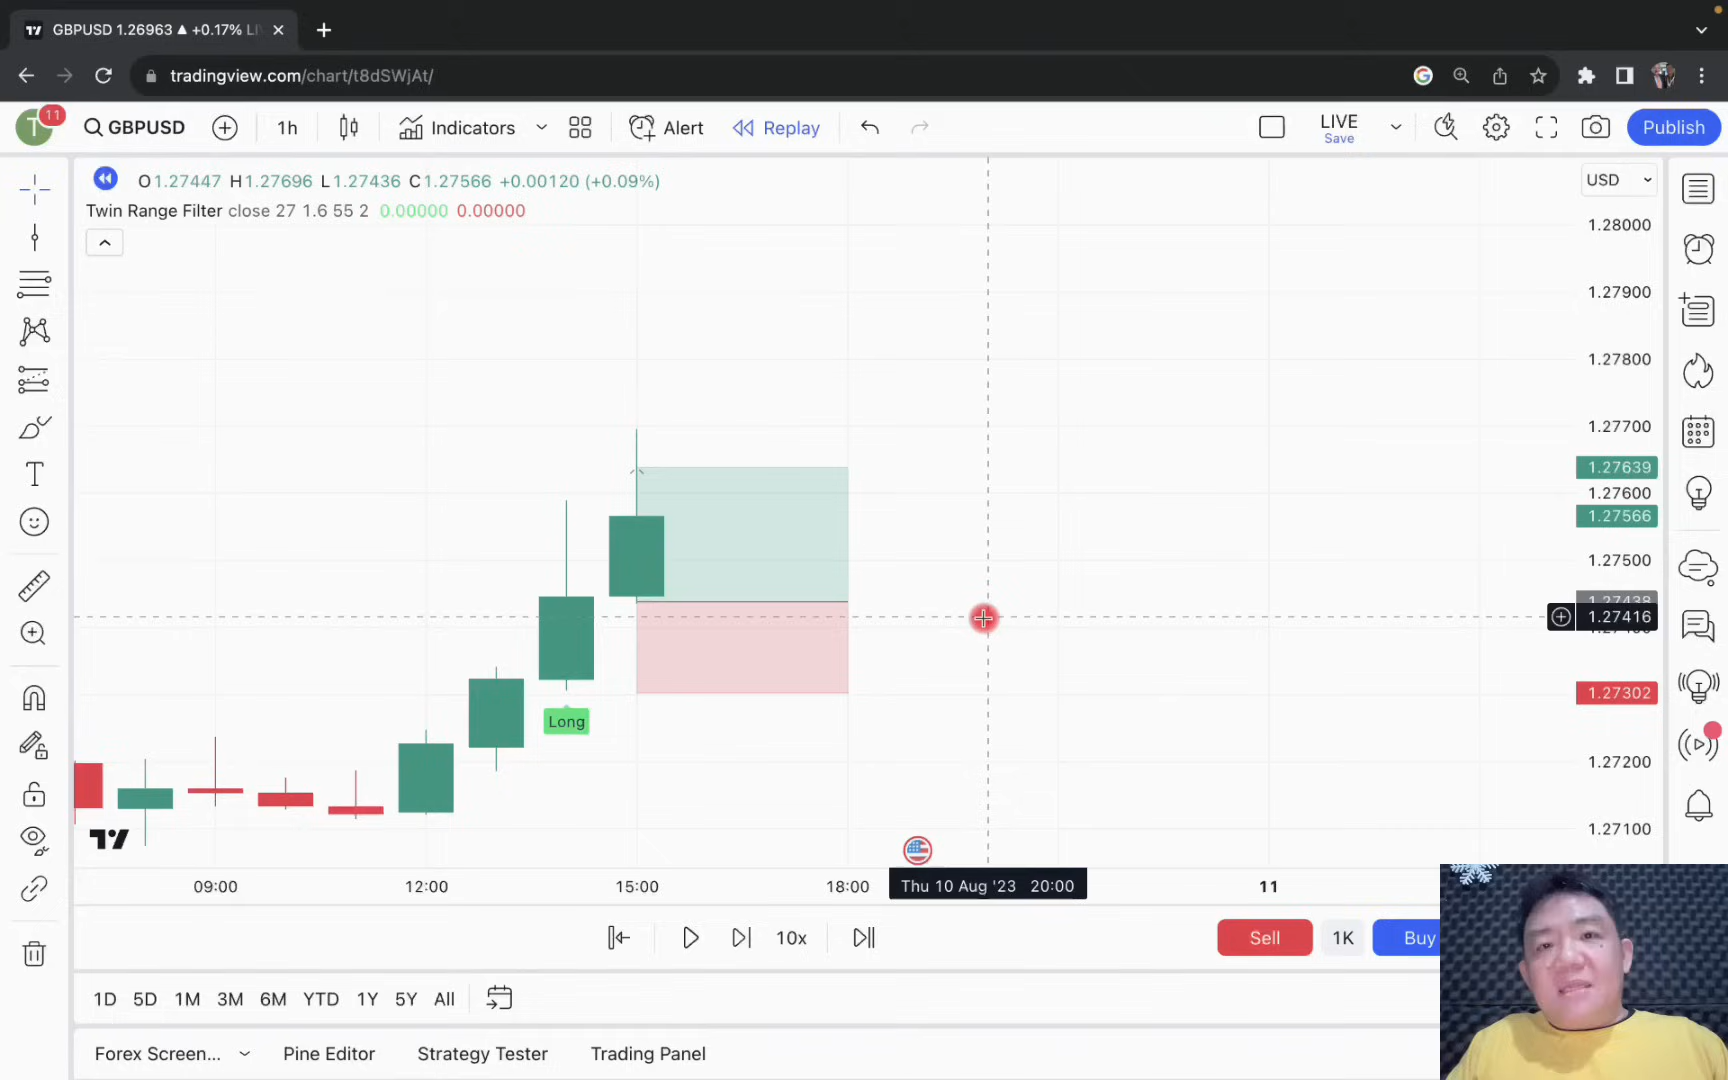 GBPUSD 1.26963 ▲ +0.17% LI
tradingview.com/chart/t8dSWjAt/
T 11 GBPUSD 1h Indicators Alert Replay LIVE Save Publish
O1.27447 H1.27696 L1.27436 C1.27566 +0.00120 (+0.09%)
USD
Twin Range Filter close 27 1.6 55 2 0.00000 0.00000
1.28000
1.27900
1.27800
1.27700
1.27639
1.27600
1.27566
1.27500
1.27438
1.27416
1.27302
Long
1.27200
1.27100
09:00 12:00 15:00 18:00 Thu 10 Aug '23 20:00 11
10x Sell 1K Buy
1D 5D 1M 3M 6M YTD 1Y 5Y All
Forex Screen... Pine Editor Strategy Tester Trading Panel